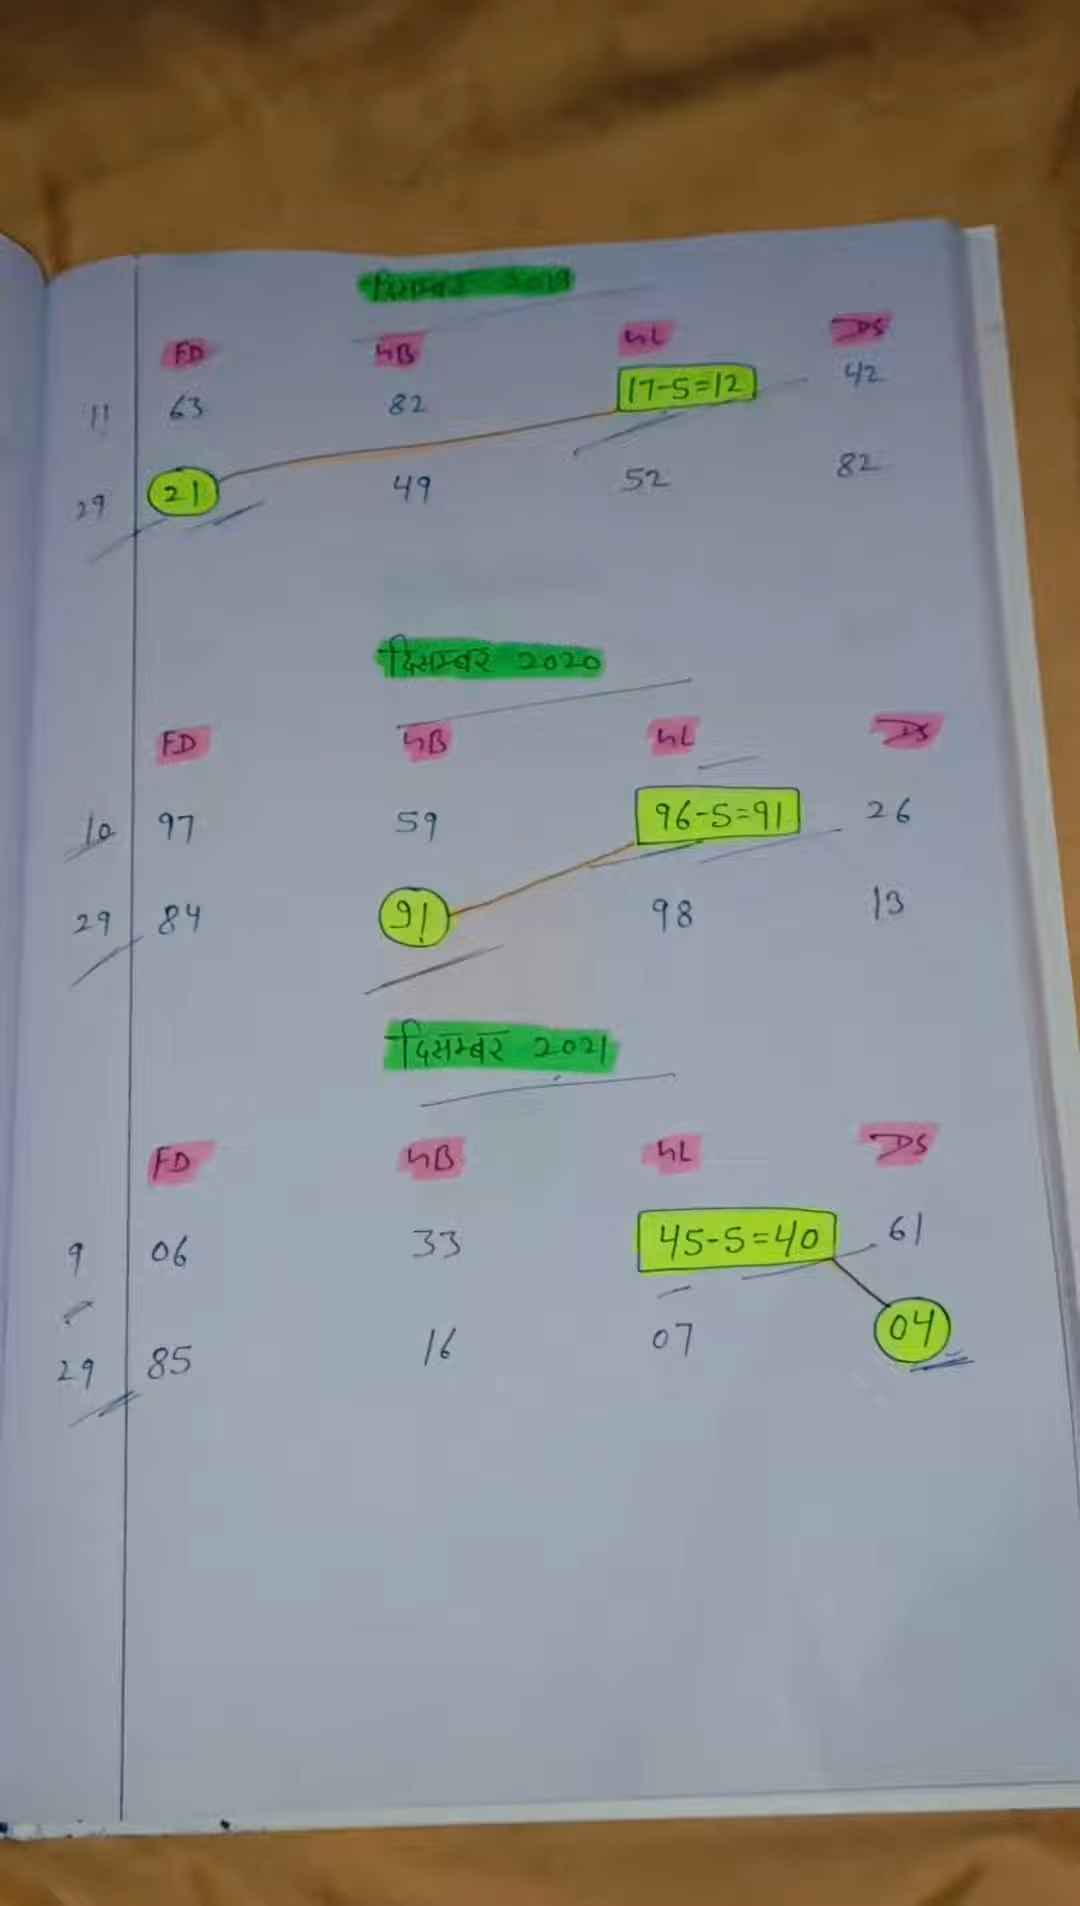 दिसम्बर 2019
FD GB GL DS
11 63 82 17-5=12 42
29 21 49 52 82
दिसम्बर 2020
FD GB GL DS
10 97 59 96-5=91 26
29 84 91 98 13
दिसम्बर 2021
FD GB GL DS
9 06 33 45-5=40 61
29 85 16 07 04